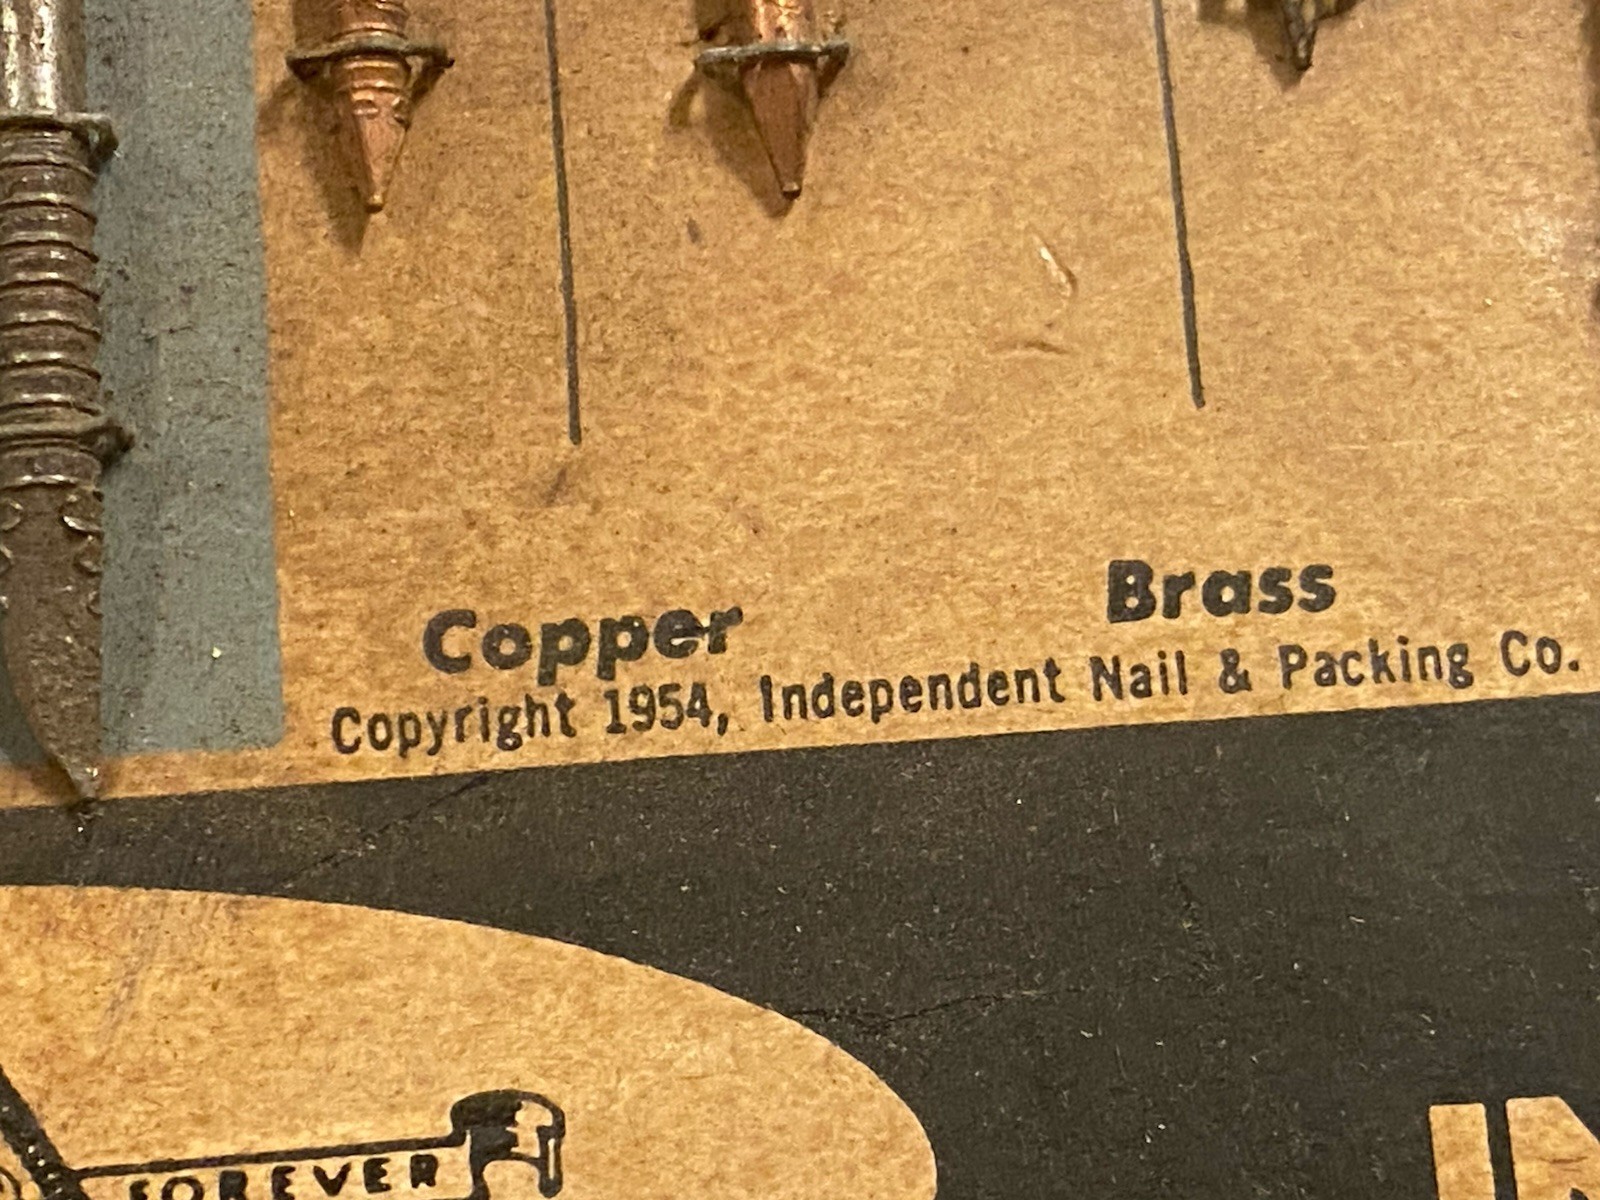 Copper
Brass
Copyright 1954, Independent Nail & Packing Co.
FOREVER